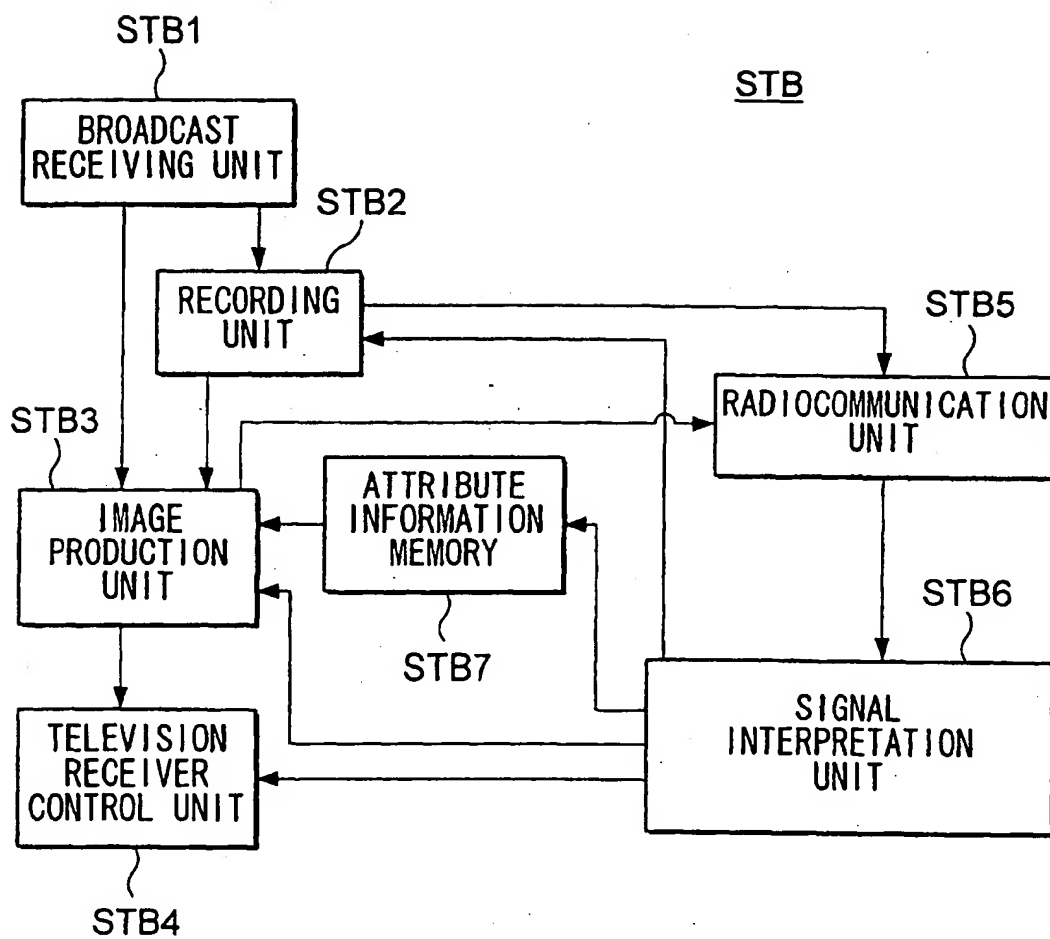 STB1
STB
BROADCAST
RECEIVING UNIT
STB2
RECORDING
UNIT
STB5
RADIOCOMMUNICATION
UNIT
STB3
ATTRIBUTE
INFORMATION
MEMORY
IMAGE
PRODUCTION
UNIT
STB6
STB7
SIGNAL
INTERPRETATION
UNIT
TELEVISION
RECEIVER
CONTROL UNIT
STB4